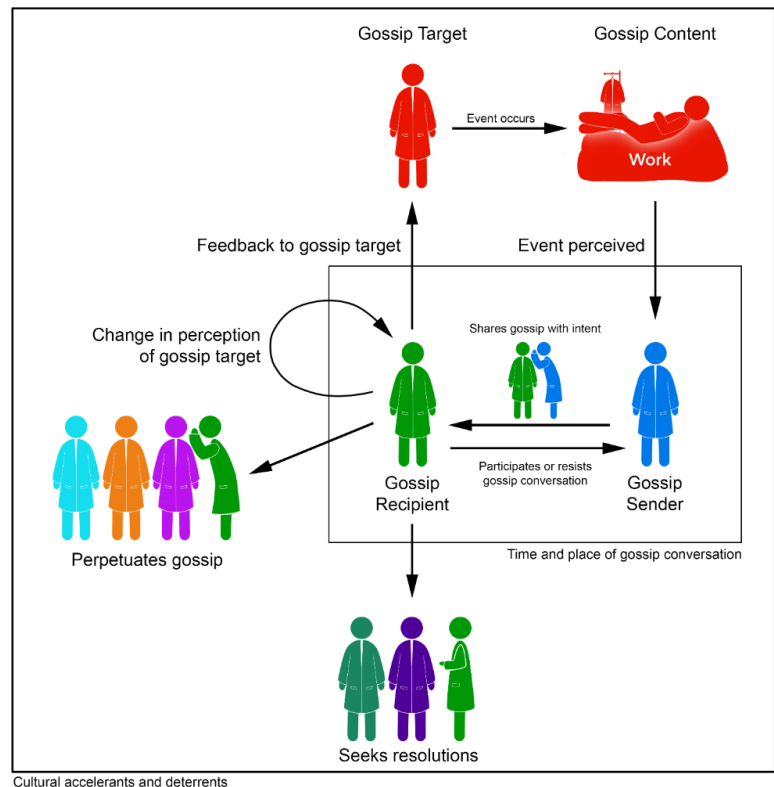 Gossip Target
Gossip Content
Event occurs
Work
Feedback to gossip target
Event perceived
Change in perception
of gossip target
Shares gossip with intent
Participates or resists
gossip conversation
Gossip
Recipient
Gossip
Sender
Perpetuates gossip
Time and place of gossip conversation
Seeks resolutions
Cultural accelerants and deterrents